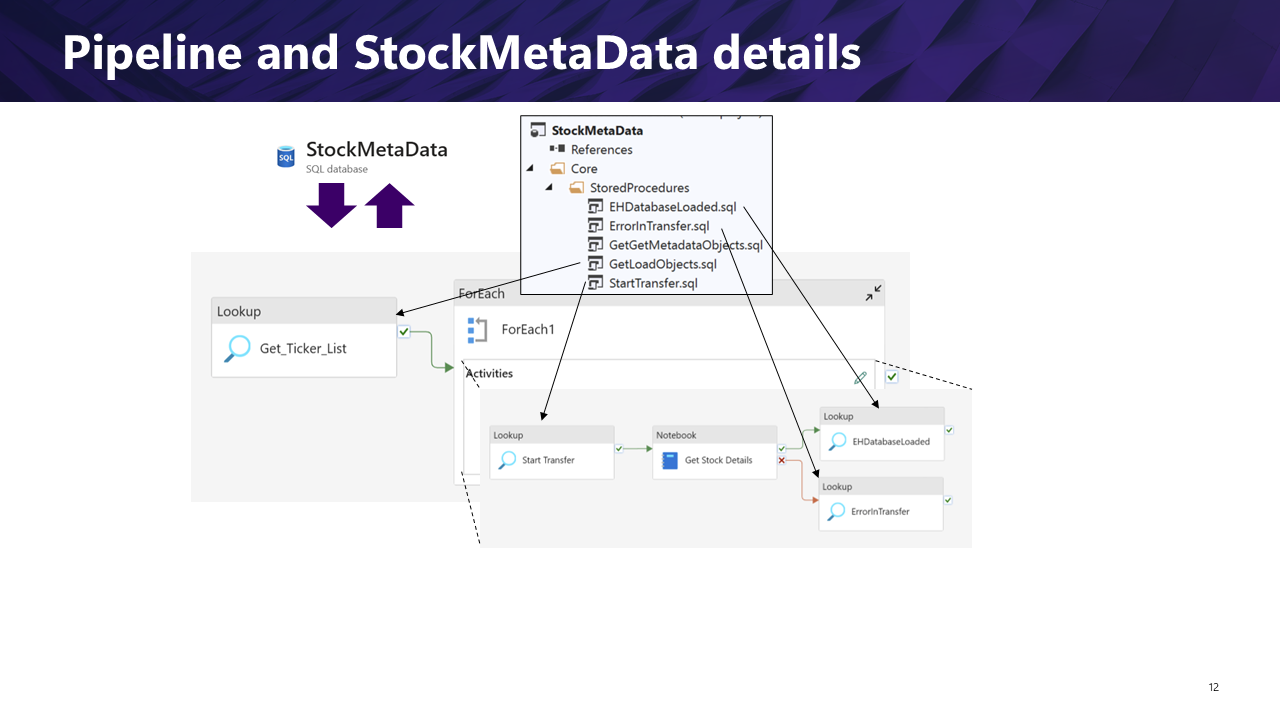 Pipeline and StockMetaData details
StockMetaData
SQL database
SQL
StockMetaData
References
Core
StoredProcedures
EHDatabaseLoaded.sql
ErrorInTransfer.sql
GetGetMetadataObjects.sql
GetLoadObjects.sql
StartTransfer.sql
Lookup
Get_Ticker_List
ForEach
ForEach1
Activities
Lookup
Start Transfer
Notebook
Get Stock Details
Lookup
EHDatabaseLoaded
Lookup
ErrorInTransfer
12